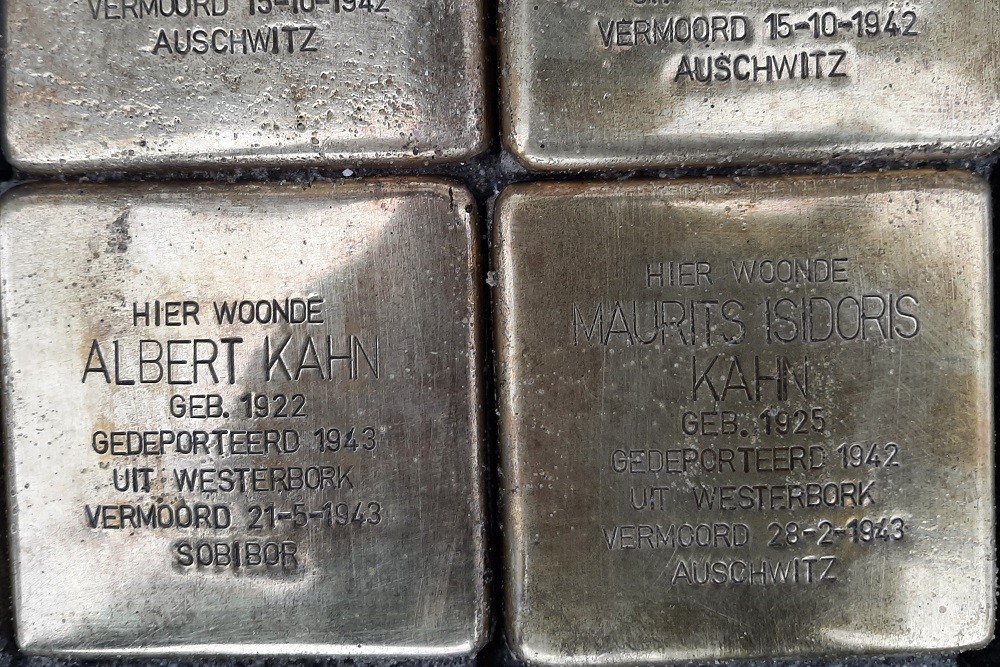 VERMOORD 15-10-1942
AUSCHWITZ
VERMOORD 15-10-1942
AUSCHWITZ
HIER WOONDE
ALBERT KAHN
GEB. 1922
GEDEPORTEERD 1943
UIT WESTERBORK
VERMOORD 21-5-1943
SOBIBOR
HIER WOONDE
MAURITS ISIDORIS
KAHN
GEB. 1925
GEDEPORTEERD 1942
UIT WESTERBORK
VERMOORD 28-2-1943
AUSCHWITZ